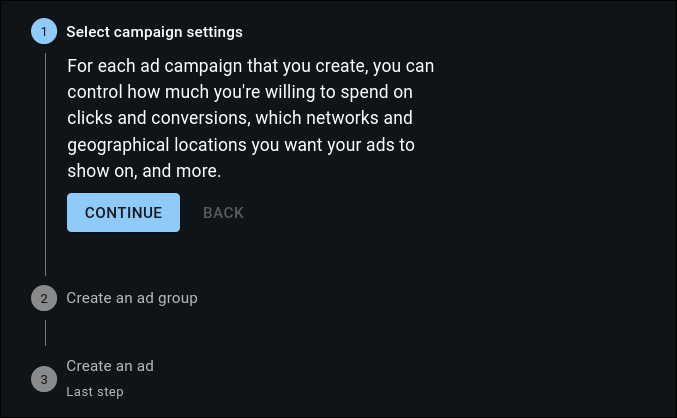 1 Select campaign settings
For each ad campaign that you create, you can
control how much you're willing to spend on
clicks and conversions, which networks and
geographical locations you want your ads to
show on, and more.
CONTINUE BACK
2 Create an ad group
3 Create an ad
Last step